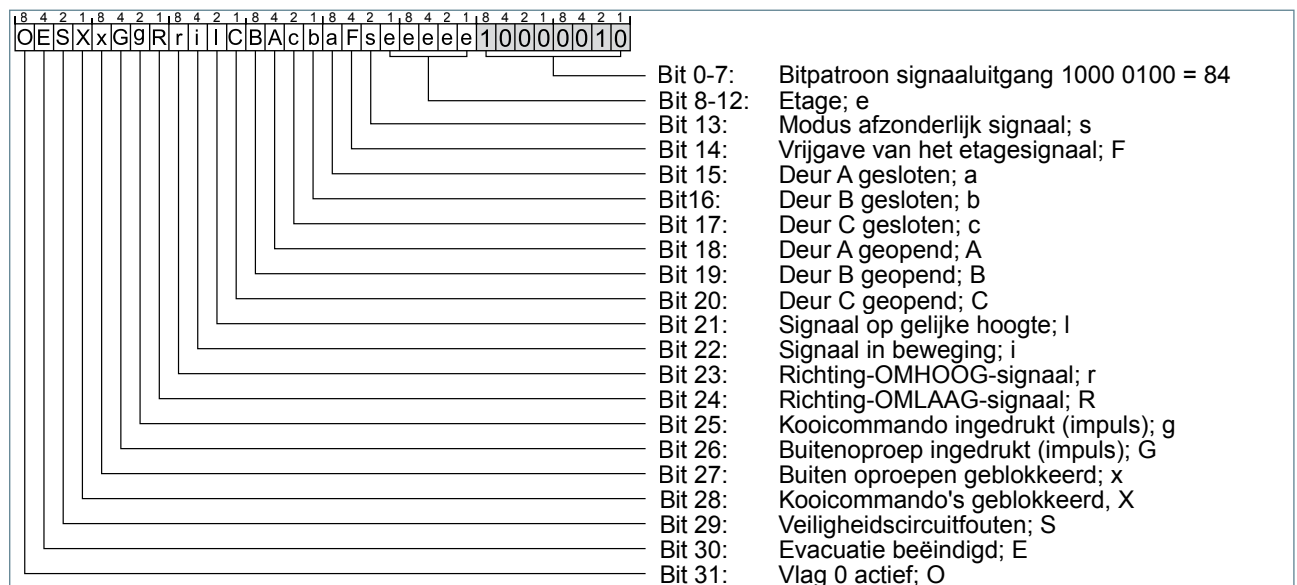 8 4 2 1 8 4 2 1 8 4 2 1 8 4 2 1 8 4 2 1 8 4 2 1 8 4 2 1 8 4 2 1
O E S X x G g R r i l C B A c b a F s e e e e e 1 0 0 0 0 0 1 0
Bit 0-7: Bitpatroon signaaluitgang 1000 0100 = 84
Bit 8-12: Etage; e
Bit 13: Modus afzonderlijk signaal; s
Bit 14: Vrijgave van het etagesignaal; F
Bit 15: Deur A gesloten; a
Bit16: Deur B gesloten; b
Bit 17: Deur C gesloten; c
Bit 18: Deur A geopend; A
Bit 19: Deur B geopend; B
Bit 20: Deur C geopend; C
Bit 21: Signaal op gelijke hoogte; l
Bit 22: Signaal in beweging; i
Bit 23: Richting-OMHOOG-signaal; r
Bit 24: Richting-OMLAAG-signaal; R
Bit 25: Kooicommando ingedrukt (impuls); g
Bit 26: Buitenoproep ingedrukt (impuls); G
Bit 27: Buiten oproepen geblokkeerd; x
Bit 28: Kooicommando's geblokkeerd, X
Bit 29: Veiligheidscircuitfouten; S
Bit 30: Evacuatie beëindigd; E
Bit 31: Vlag 0 actief; O